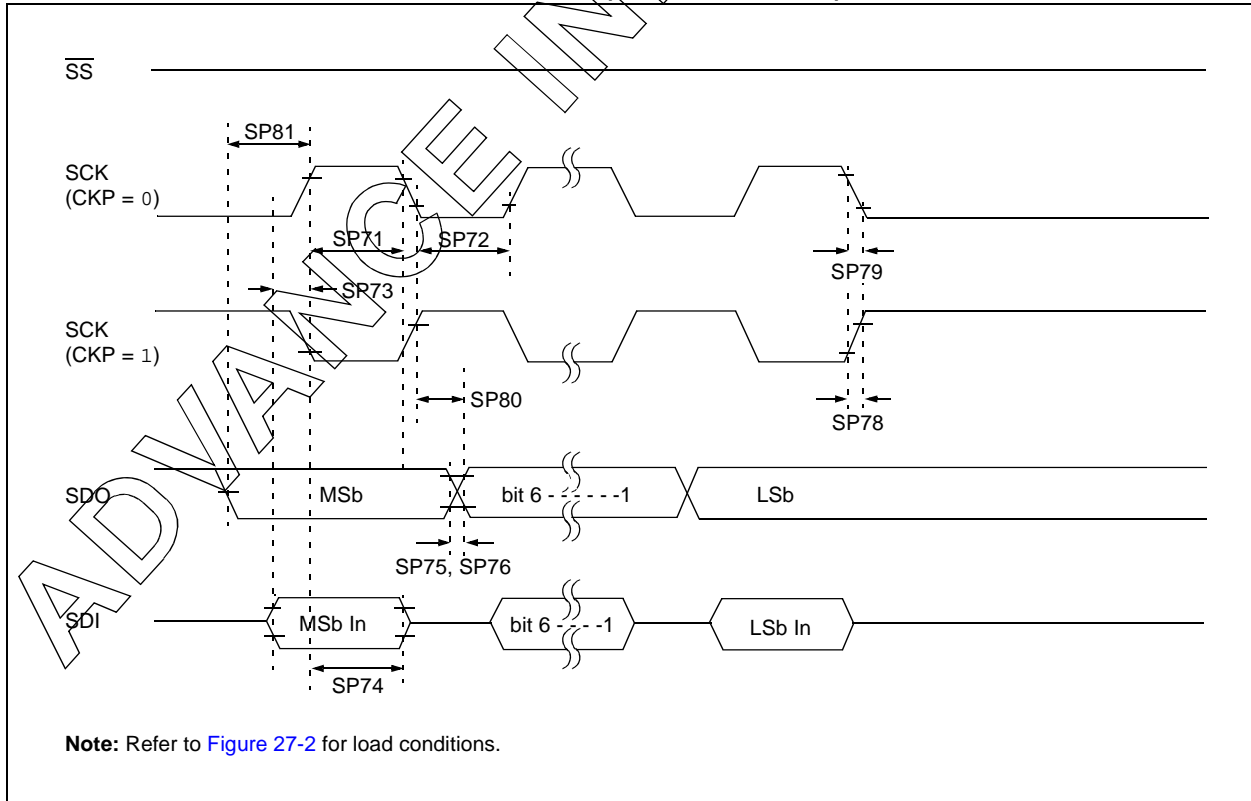 SS
SP81
SCK
(CKP = 0)
SP71
SP72
SP79
SP73
SCK
(CKP = 1)
SP80
SP78
SDO
MSb
bit 6 - - - - - -1
LSb
SP75, SP76
SDI
MSb In
bit 6 - - - -1
LSb In
SP74
Note: Refer to Figure 27-2 for load conditions.
ADVANCE IN